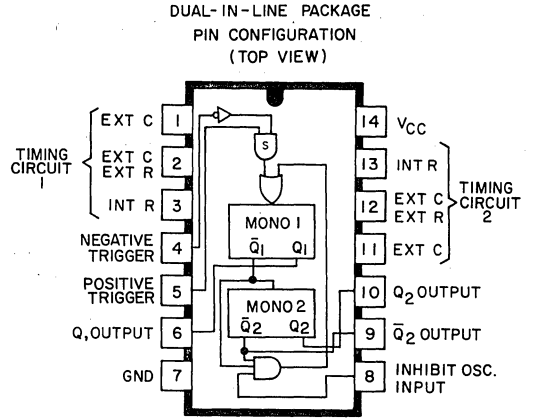 DUAL-IN-LINE PACKAGE
PIN CONFIGURATION
(TOP VIEW)
TIMING
CIRCUIT
1
EXT C
1
EXT C
EXT R
2
INT R
3
NEGATIVE
TRIGGER
4
POSITIVE
TRIGGER
5
Q, OUTPUT
6
GND
7
S
MONO 1
Q̅1 Q1
MONO 2
Q̅2 Q2
14
VCC
13
INT R
12
EXT C
EXT R
11
EXT C
TIMING
CIRCUIT
2
10
Q2 OUTPUT
9
Q̅2 OUTPUT
8
INHIBIT OSC.
INPUT